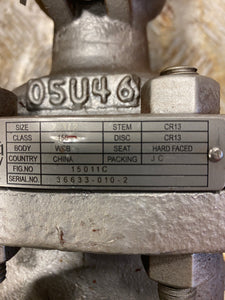 05U46
SIZE STEM CR13
CLASS 150 DISC CR13
BODY WCB SEAT HARD FACED
COUNTRY CHINA PACKING J C
FIG.NO 15011C
SERIAL.NO. 36633-010-2